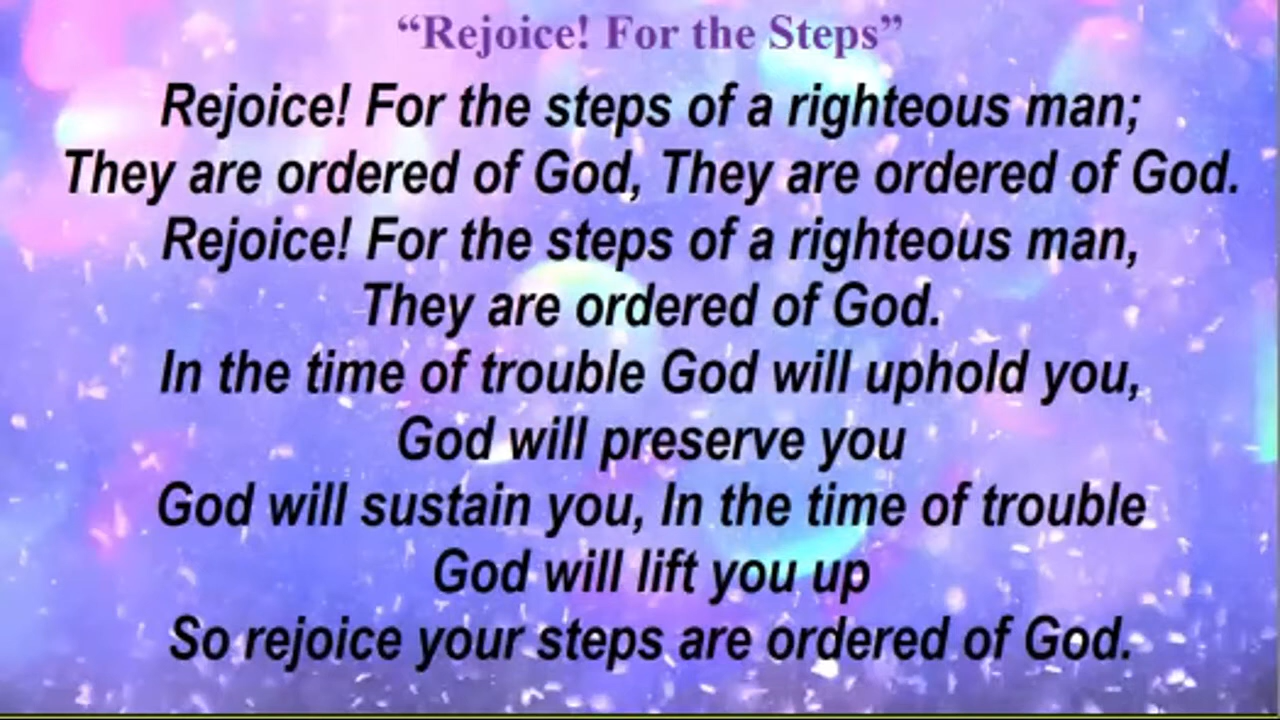 “Rejoice! For the Steps”
Rejoice! For the steps of a righteous man;
They are ordered of God, They are ordered of God.
Rejoice! For the steps of a righteous man,
They are ordered of God.
In the time of trouble God will uphold you,
God will preserve you
God will sustain you, In the time of trouble
God will lift you up
So rejoice your steps are ordered of God.